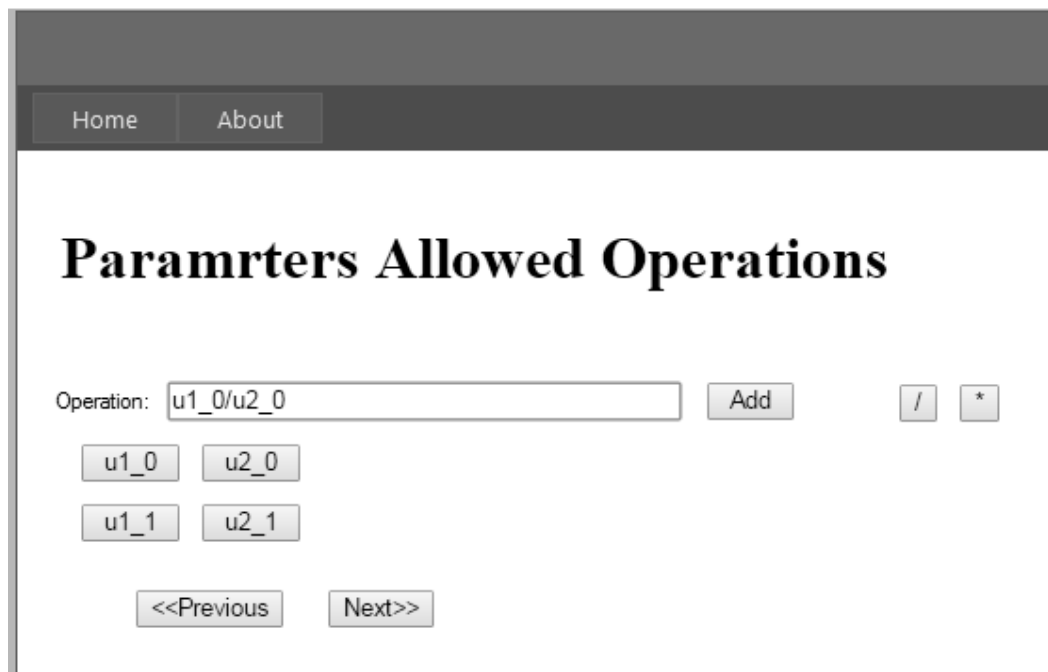 Home About
Paramrters Allowed Operations
Operation: u1_0/u2_0 Add / *
u1_0 u2_0
u1_1 u2_1
<<Previous Next>>